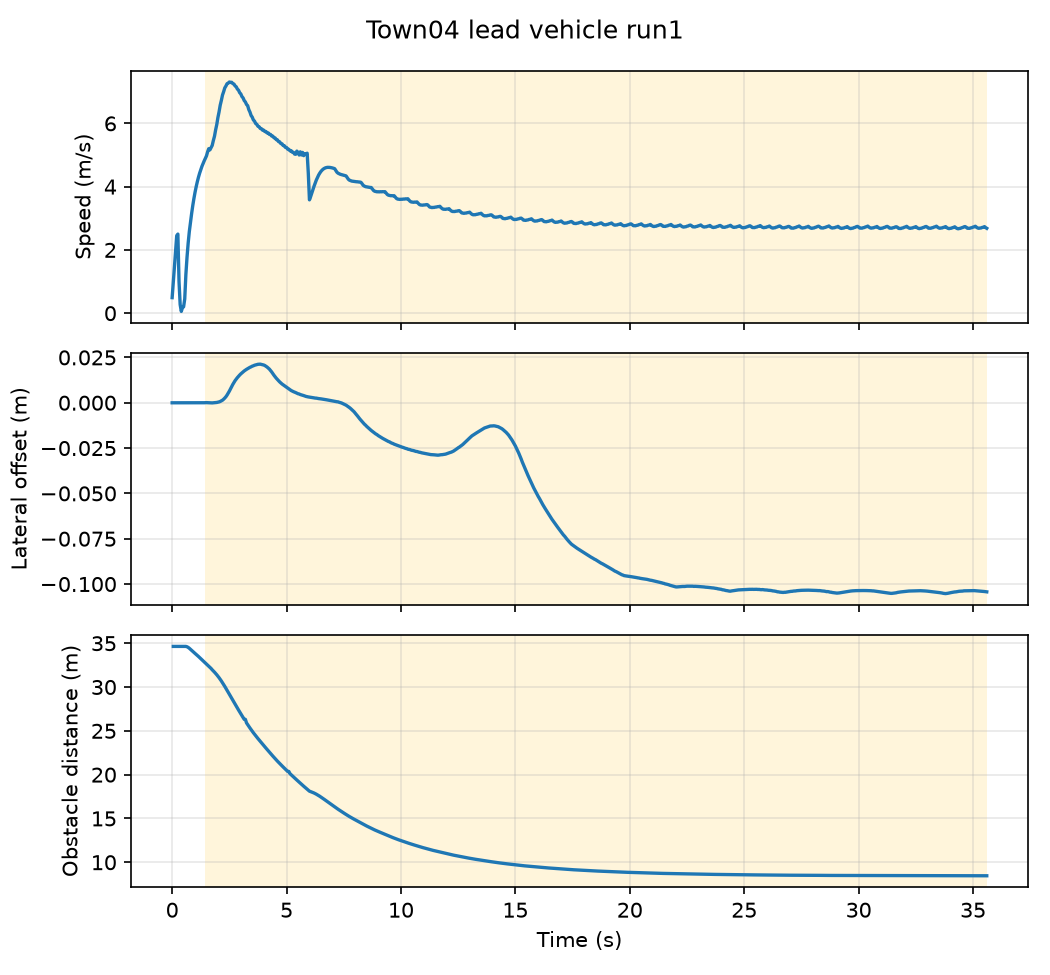 Town04 lead vehicle run1
Speed (m/s)
6
4
2
0
Lateral offset (m)
0.025
0.000
−0.025
−0.050
−0.075
−0.100
Obstacle distance (m)
35
30
25
20
15
10
0 5 10 15 20 25 30 35
Time (s)